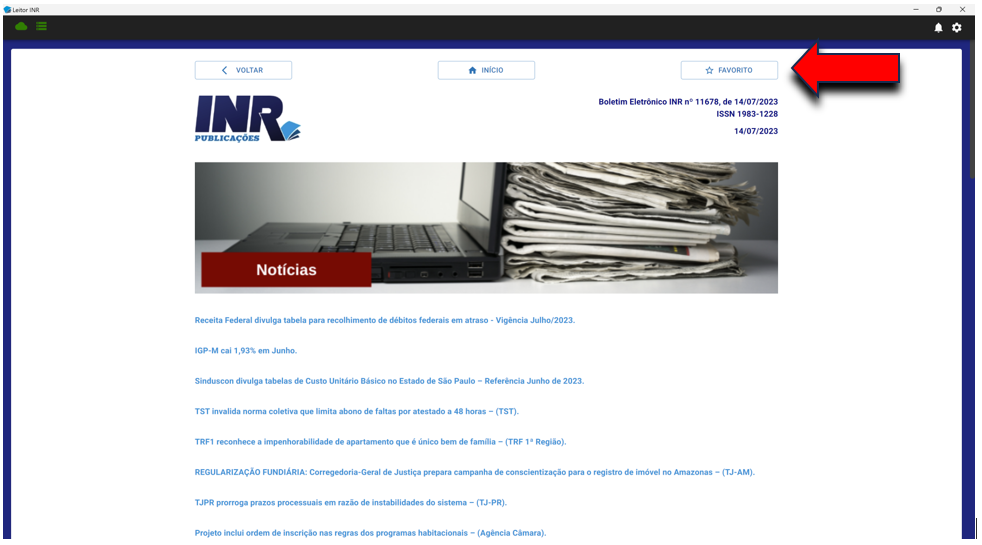 Leitor INR
VOLTAR
INÍCIO
FAVORITO
INR
PUBLICAÇÕES
Boletim Eletrônico INR nº 11678, de 14/07/2023
ISSN 1983-1228
14/07/2023
Notícias
Receita Federal divulga tabela para recolhimento de débitos federais em atraso - Vigência Julho/2023.
IGP-M cai 1,93% em Junho.
Sinduscon divulga tabelas de Custo Unitário Básico no Estado de São Paulo – Referência Junho de 2023.
TST invalida norma coletiva que limita abono de faltas por atestado a 48 horas – (TST).
TRF1 reconhece a impenhorabilidade de apartamento que é único bem de família – (TRF 1ª Região).
REGULARIZAÇÃO FUNDIÁRIA: Corregedoria-Geral de Justiça prepara campanha de conscientização para o registro de imóvel no Amazonas – (TJ-AM).
TJPR prorroga prazos processuais em razão de instabilidades do sistema – (TJ-PR).
Projeto inclui ordem de inscrição nas regras dos programas habitacionais – (Agência Câmara).